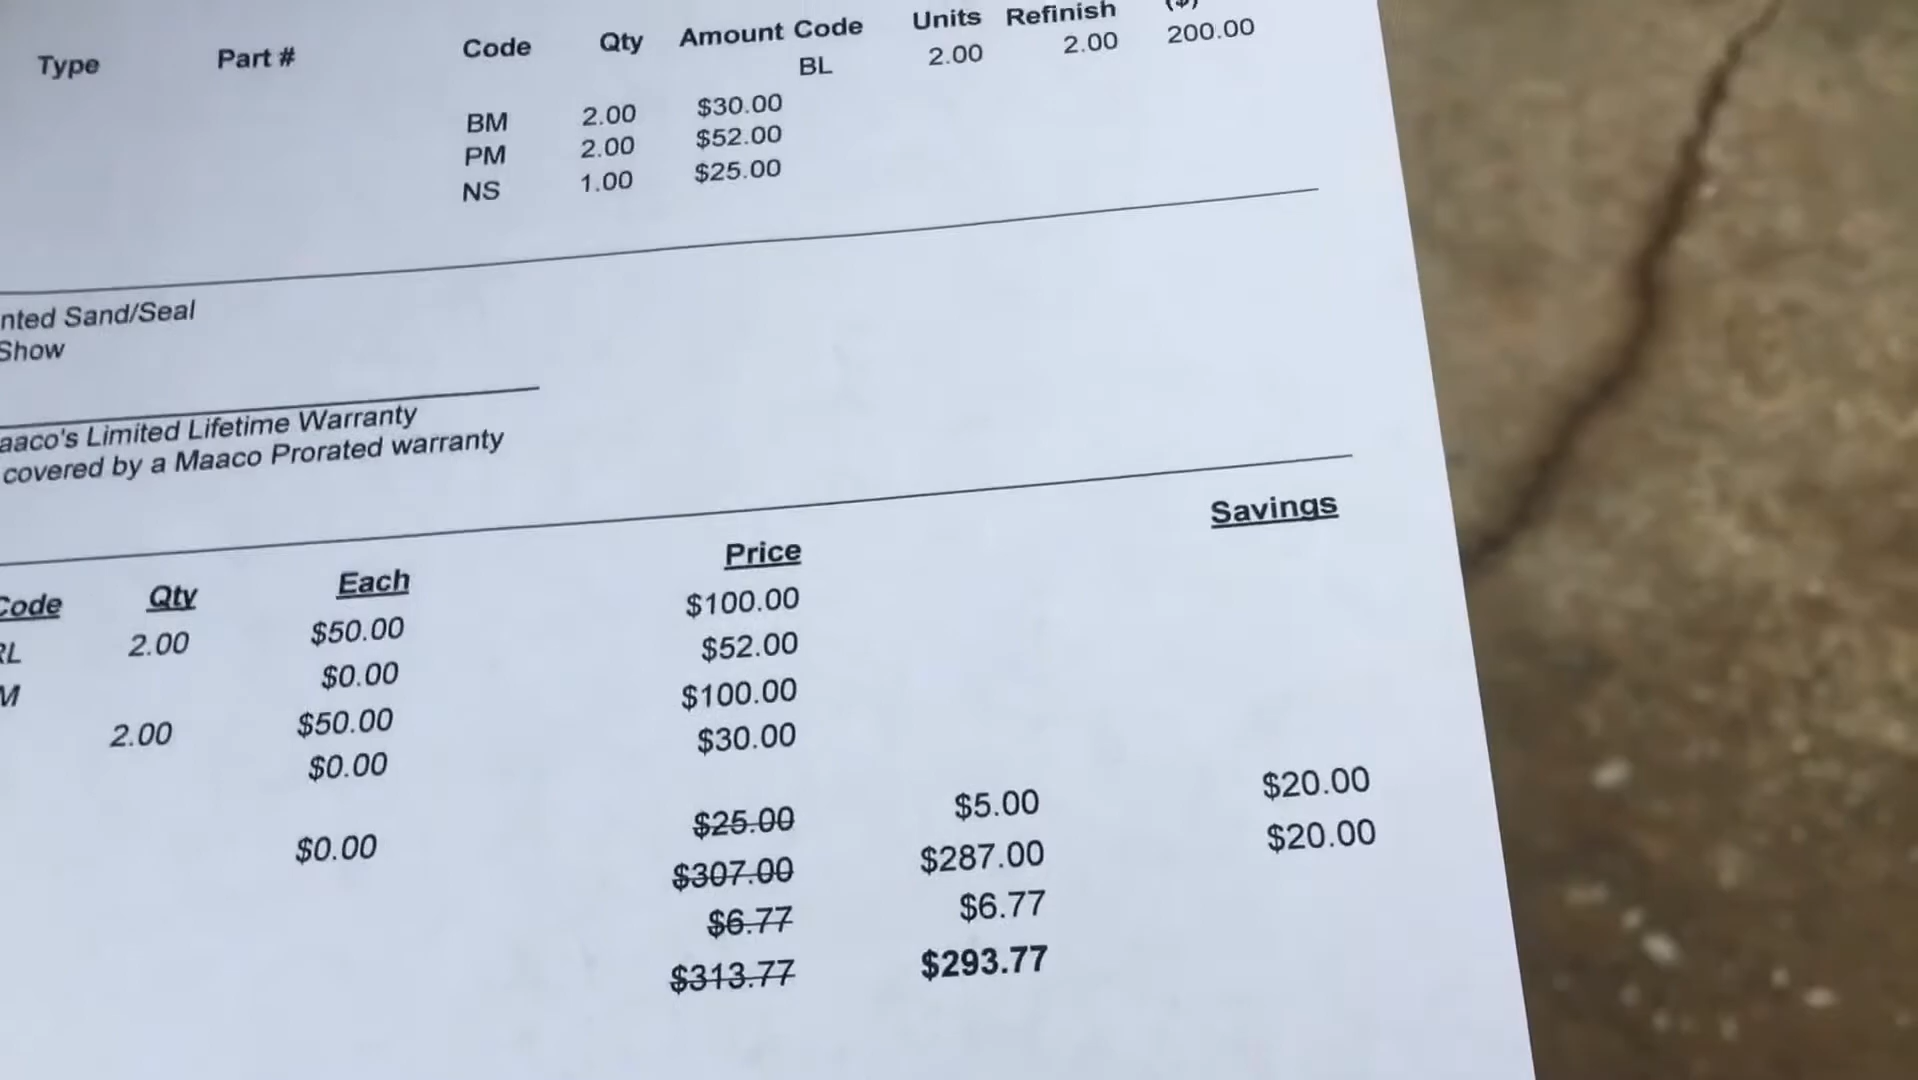 Type Part # Code Qty Amount Code Units Refinish ($)
BL 2.00 2.00 200.00
BM 2.00 $30.00
PM 2.00 $52.00
NS 1.00 $25.00
nted Sand/Seal
Show
aaco's Limited Lifetime Warranty
covered by a Maaco Prorated warranty
Code Qty Each Price Savings
RL 2.00 $50.00 $100.00
M $0.00 $52.00
2.00 $50.00 $100.00
$0.00 $30.00
$0.00 $25.00 $5.00 $20.00
$307.00 $287.00 $20.00
$6.77 $6.77
$313.77 $293.77